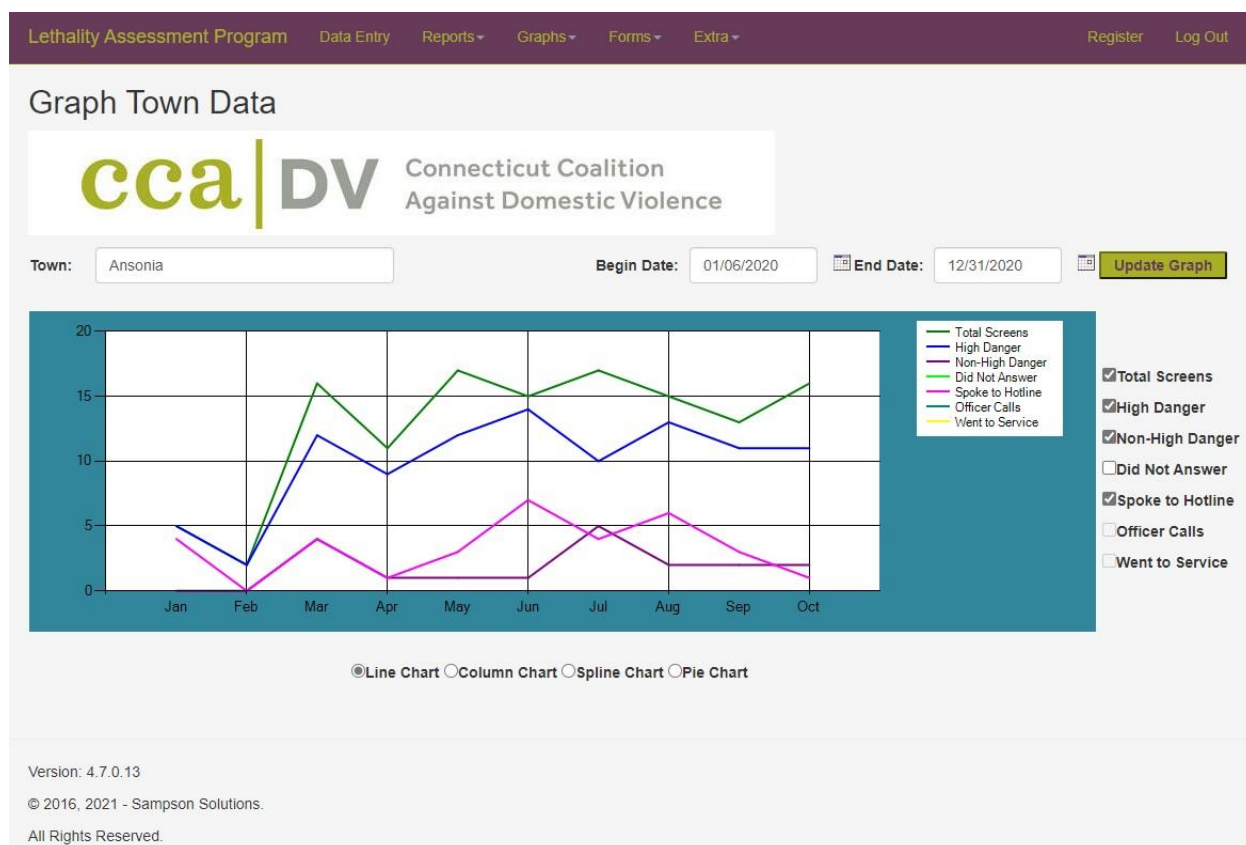 Lethality Assessment Program Data Entry Reports Graphs Forms Extra Register Log Out
Graph Town Data
cca DV Connecticut Coalition
Against Domestic Violence
Town: Ansonia Begin Date: 01/06/2020 End Date: 12/31/2020 Update Graph
20
15
10
5
0
Jan Feb Mar Apr May Jun Jul Aug Sep Oct
Total Screens
High Danger
Non-High Danger
Did Not Answer
Spoke to Hotline
Officer Calls
Went to Service
Total Screens
High Danger
Non-High Danger
Did Not Answer
Spoke to Hotline
Officer Calls
Went to Service
Line Chart Column Chart Spline Chart Pie Chart
Version: 4.7.0.13
© 2016, 2021 - Sampson Solutions.
All Rights Reserved.